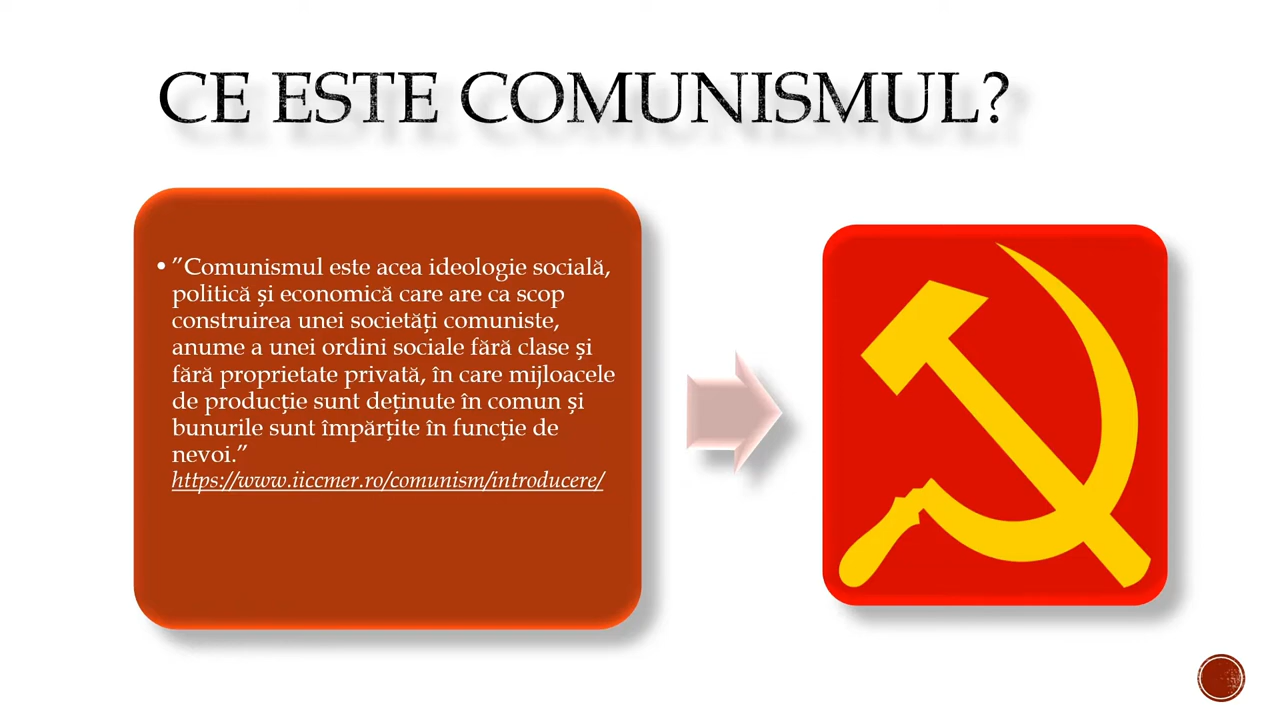 CE ESTE COMUNISMUL?
• ”Comunismul este acea ideologie socială,
politică și economică care are ca scop
construirea unei societăți comuniste,
anume a unei ordini sociale fără clase și
fără proprietate privată, în care mijloacele
de producție sunt deținute în comun și
bunurile sunt împărțite în funcție de
nevoi.”
https://www.iiccmer.ro/comunism/introducere/